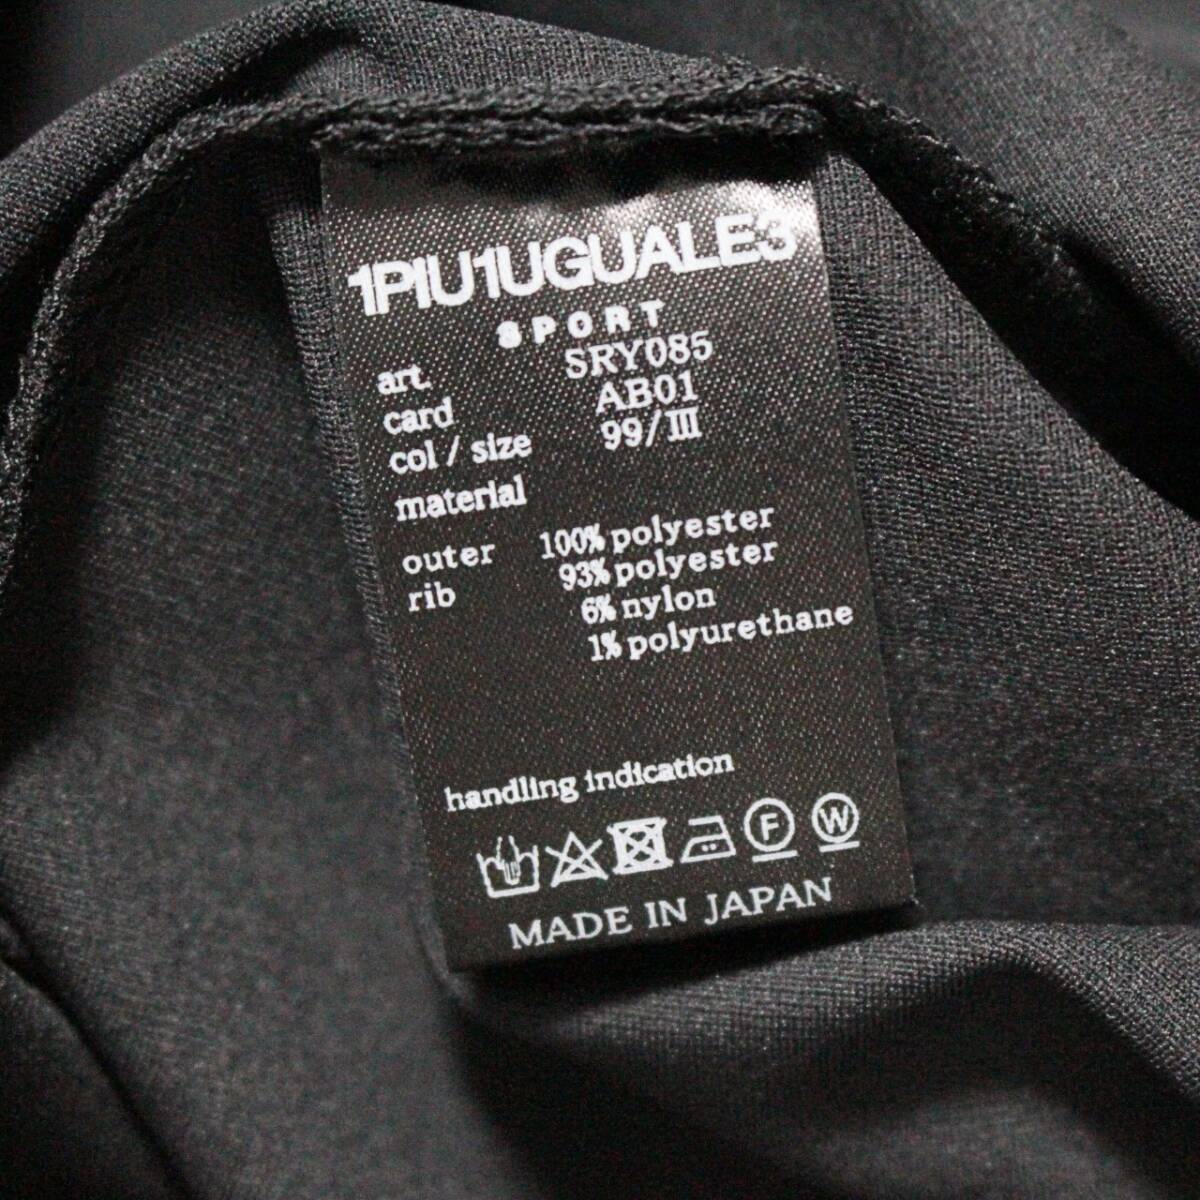 1PIU1UGUALE3
SPORT
art. SRY085
card AB01
col / size 99/III
material
outer 100% polyester
rib 93% polyester
6% nylon
1% polyurethane
handling indication
F W
MADE IN JAPAN